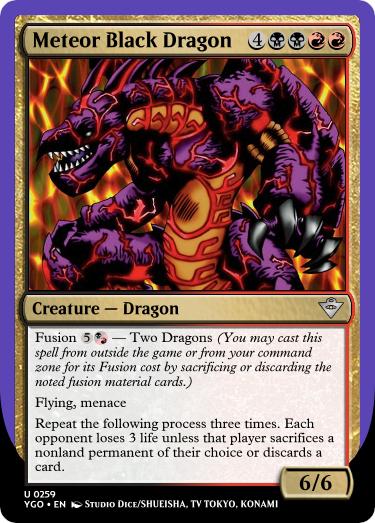 Meteor Black Dragon 4
Creature — Dragon
Fusion 5 — Two Dragons (You may cast this
spell from outside the game or from your command
zone for its Fusion cost by sacrificing or discarding the
noted fusion material cards.)
Flying, menace
Repeat the following process three times. Each
opponent loses 3 life unless that player sacrifices a
nonland permanent of their choice or discards a
card.
6/6
U 0259
YGO • EN STUDIO DICE/SHUEISHA, TV TOKYO, KONAMI